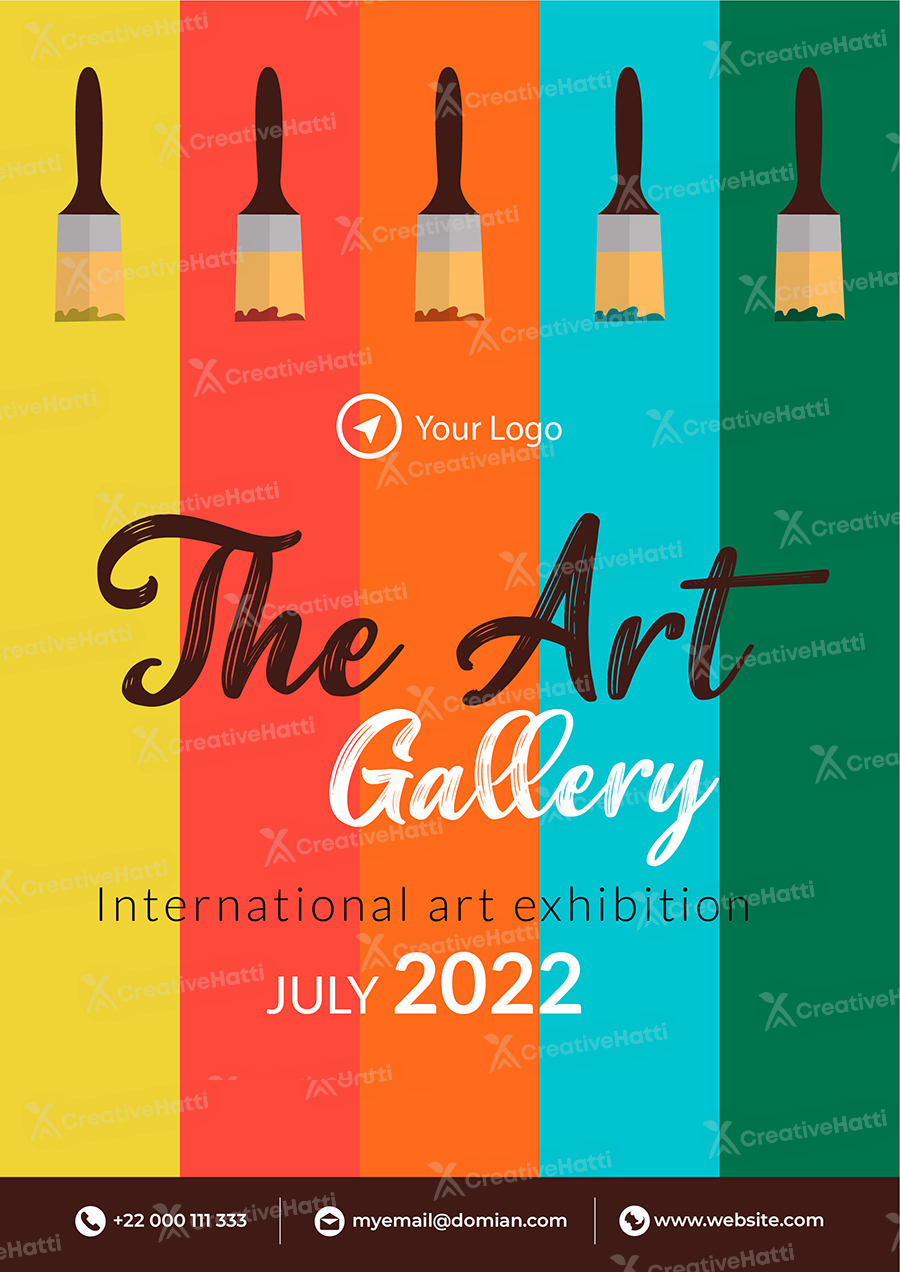 Your Logo
The Art
Gallery
International art exhibition
JULY 2022
+22 000 111 333
myemail@domian.com
www.website.com
CreativeHatti